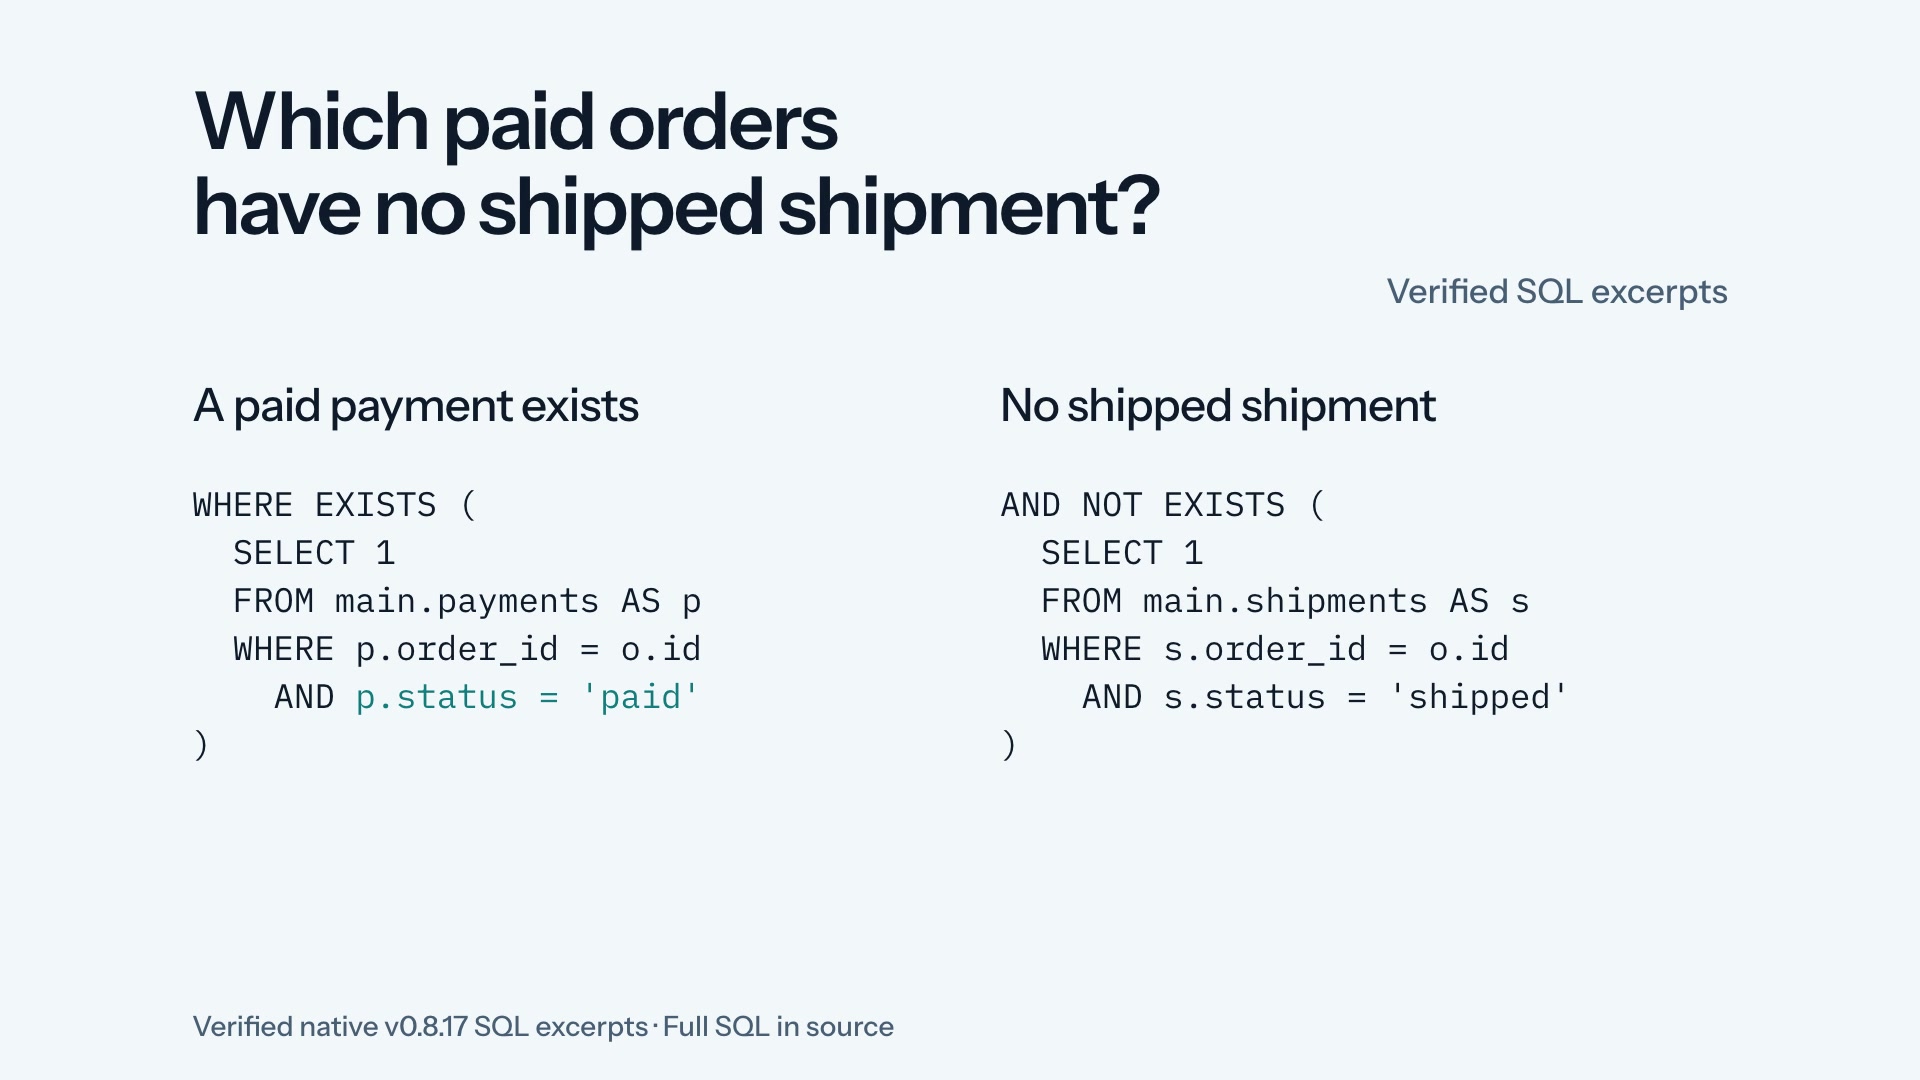 Which paid orders
have no shipped shipment?
Verified SQL excerpts
A paid payment exists
WHERE EXISTS (
  SELECT 1
  FROM main.payments AS p
  WHERE p.order_id = o.id
    AND p.status = 'paid'
)
No shipped shipment
AND NOT EXISTS (
  SELECT 1
  FROM main.shipments AS s
  WHERE s.order_id = o.id
    AND s.status = 'shipped'
)
Verified native v0.8.17 SQL excerpts · Full SQL in source